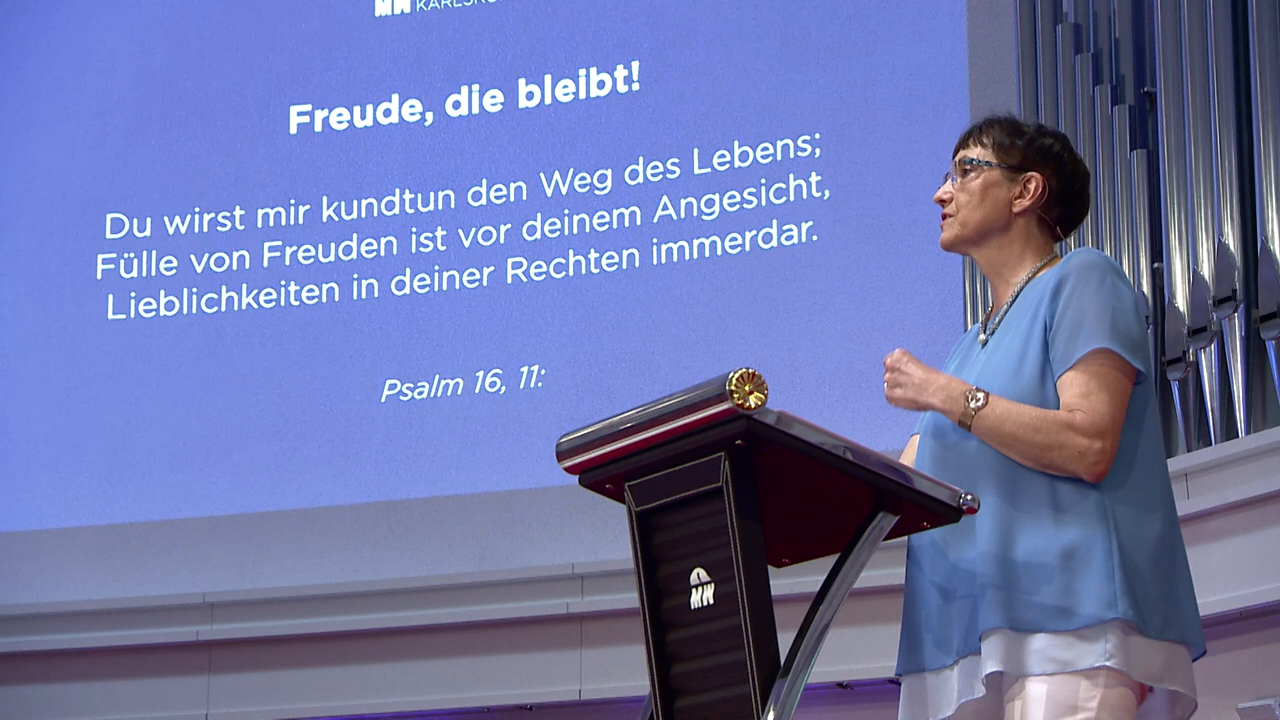 MW
Freude, die bleibt!
Du wirst mir kundtun den Weg des Lebens;
Fülle von Freuden ist vor deinem Angesicht,
Lieblichkeiten in deiner Rechten immerdar.
Psalm 16, 11:
MW